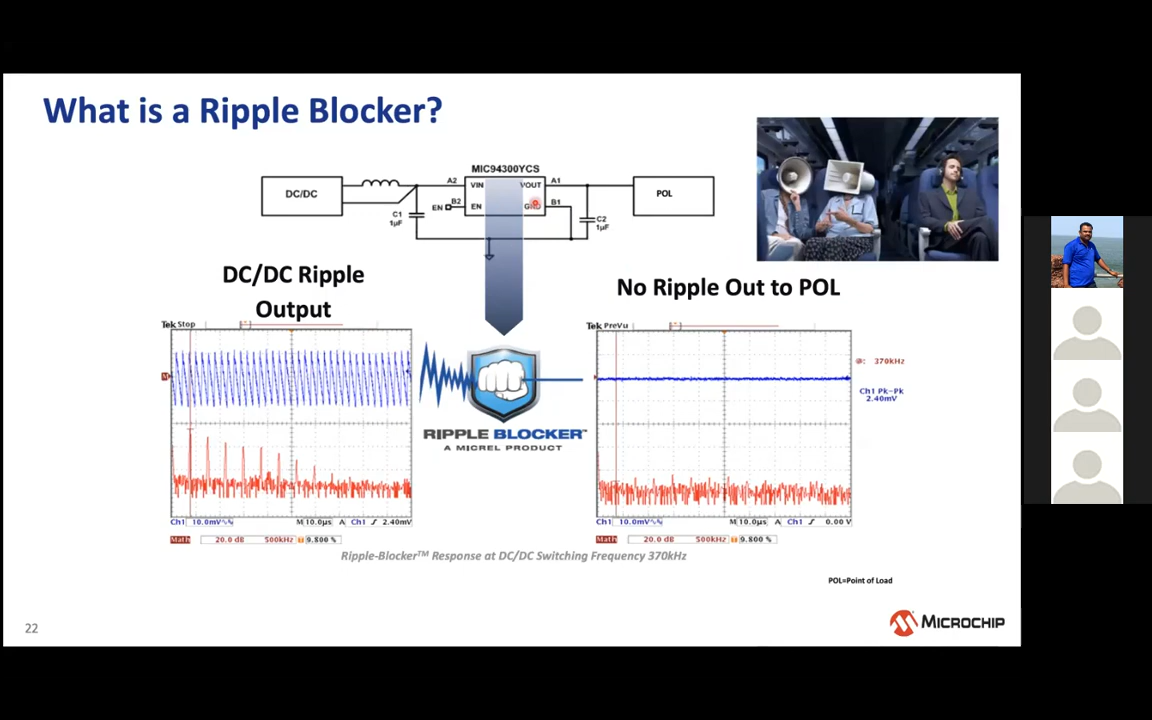 What is a Ripple Blocker?
MIC94300YCS
DC/DC
A2
VIN
VOUT
A1
POL
EN
B2
EN
GND
B1
C1
1µF
C2
1µF
DC/DC Ripple
Output
No Ripple Out to POL
Tek Stop
Tek PreVu
370kHz
Ch1 Pk-Pk
2.40mV
RIPPLE BLOCKER™
A MICREL PRODUCT
Ch1 10.0mV M 10.0µs A Ch1 2.40mV
Math 20.0 dB 500kHz 9.800 %
Ch1 10.0mV M 10.0µs A Ch1 0.00 V
Math 20.0 dB 500kHz 9.800 %
Ripple-Blocker™ Response at DC/DC Switching Frequency 370kHz
POL=Point of Load
22
MICROCHIP